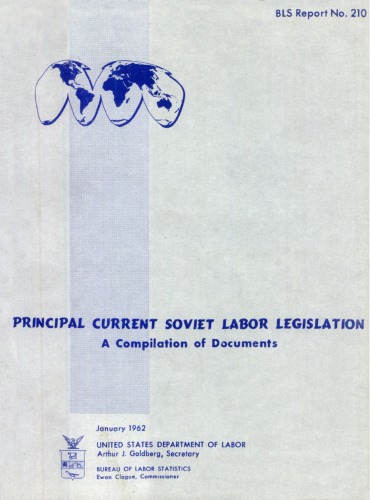 BLS Report No. 210
PRINCIPAL CURRENT SOVIET LABOR LEGISLATION
A Compilation of Documents
January 1962
UNITED STATES DEPARTMENT OF LABOR
Arthur J. Goldberg, Secretary
BUREAU OF LABOR STATISTICS
Ewan Clague, Commissioner